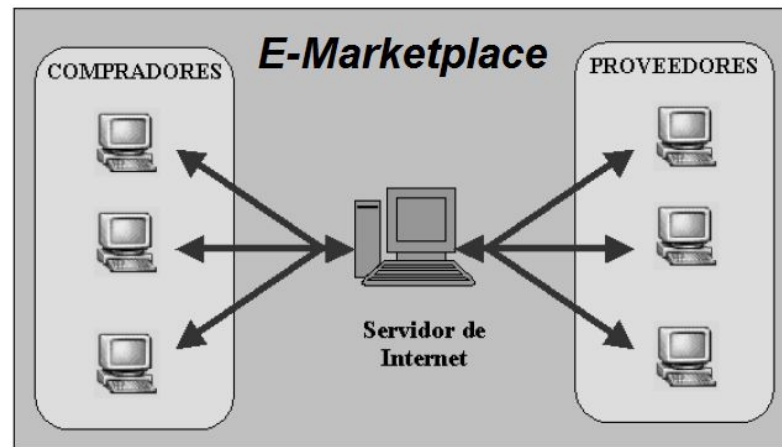 E-Marketplace
COMPRADORES
PROVEEDORES
Servidor de
Internet